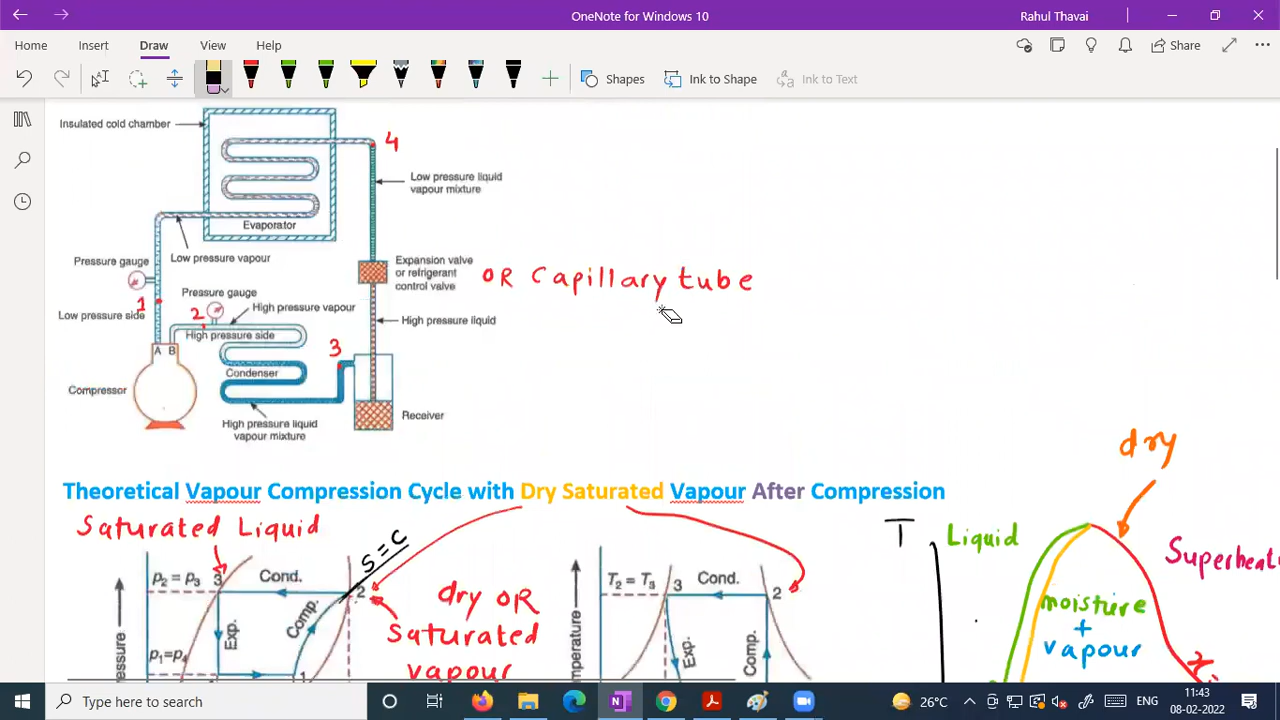 OneNote for Windows 10
Rahul Thavai
Home Insert Draw View Help
Share
Shapes
Ink to Shape
Ink to Text
Insulated cold chamber
4
Low pressure liquid
vapour mixture
Evaporator
Pressure gauge
Low pressure vapour
Expansion valve
or refrigerant
control valve
OR Capillary tube
1
Pressure gauge
2
High pressure vapour
Low pressure side
High pressure side
High pressure liquid
A B
3
Condenser
Compressor
Receiver
High pressure liquid
vapour mixture
dry
Theoretical Vapour Compression Cycle with Dry Saturated Vapour After Compression
Saturated Liquid
S = C
T
Liquid
Superheat
p2 = p3 3 Cond. 2
dry OR
Saturated
vapour
Pressure
Exp.
Comp.
p1 = p4
1
T2 = T3 3 Cond. 2
mperature
Exp.
Comp.
moisture
+
vapour
Type here to search
26°C
ENG
11:43
08-02-2022